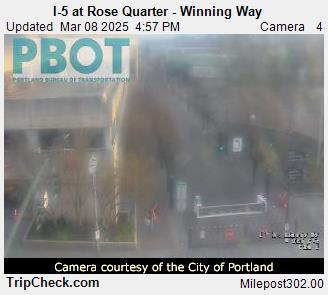 I-5 at Rose Quarter - Winning Way
Updated Mar 08 2025 4:57 PM Camera 4
PBOT
PORTLAND BUREAU OF TRANSPORTATION
Camera courtesy of the City of Portland
TripCheck.com Milepost302.00